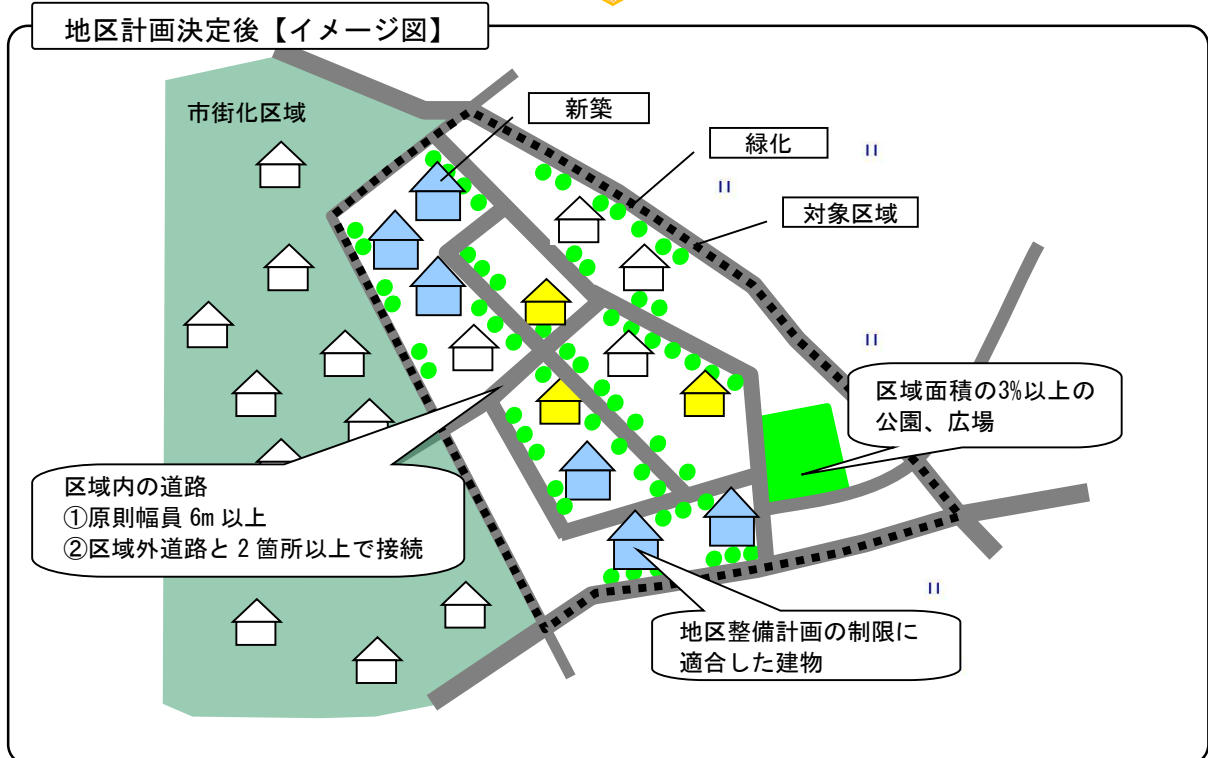 地区計画決定後【イメージ図】
市街化区域
新築
緑化
対象区域
区域面積の3%以上の
公園、広場
区域内の道路
①原則幅員 6m 以上
②区域外道路と 2 箇所以上で接続
地区整備計画の制限に
適合した建物